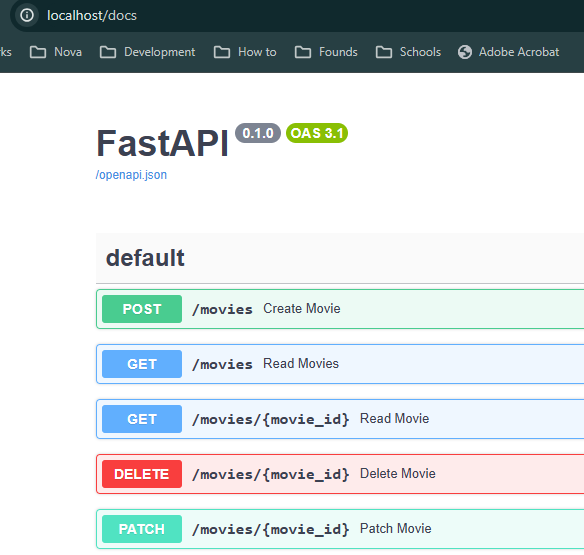 localhost/docs
ks Nova Development How to Founds Schools Adobe Acrobat
FastAPI 0.1.0 OAS 3.1
/openapi.json
default
POST /movies Create Movie
GET /movies Read Movies
GET /movies/{movie_id} Read Movie
DELETE /movies/{movie_id} Delete Movie
PATCH /movies/{movie_id} Patch Movie